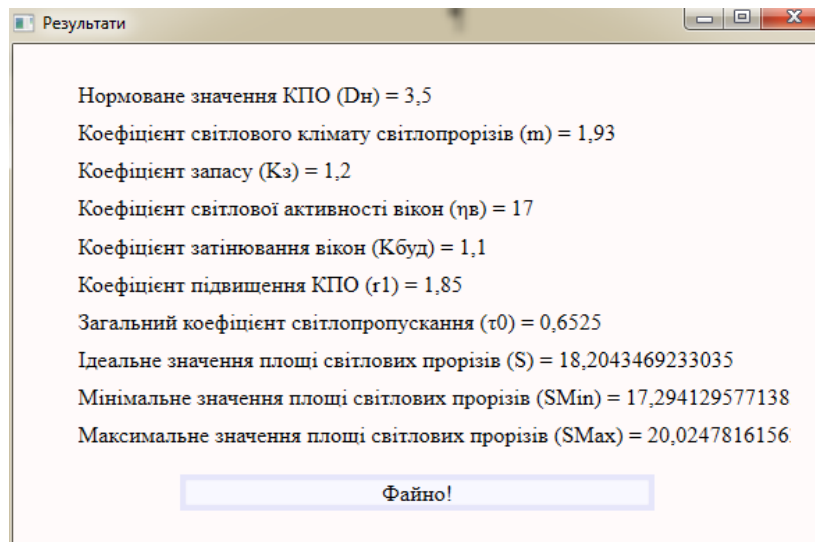 Результати
Нормоване значення КПО (Dн) = 3,5
Коефіцієнт світлового клімату світлопрорізів (m) = 1,93
Коефіцієнт запасу (Kз) = 1,2
Коефіцієнт світлової активності вікон (ηв) = 17
Коефіцієнт затінювання вікон (Kбуд) = 1,1
Коефіцієнт підвищення КПО (r1) = 1,85
Загальний коефіцієнт світлопропускання (τ0) = 0,6525
Ідеальне значення площі світлових прорізів (S) = 18,2043469233035
Мінімальне значення площі світлових прорізів (SMin) = 17,294129577138
Максимальне значення площі світлових прорізів (SMax) = 20,0247816156
Файно!